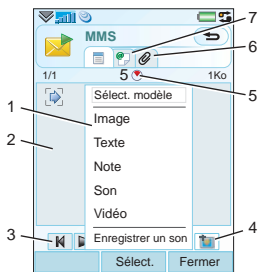 7
6
MMS
1/1
5
1Ko
5
Sélect. modèle
1
Image
2
Texte
Note
Son
Vidéo
3
4
Enregistrer un son
Sélect.
Fermer